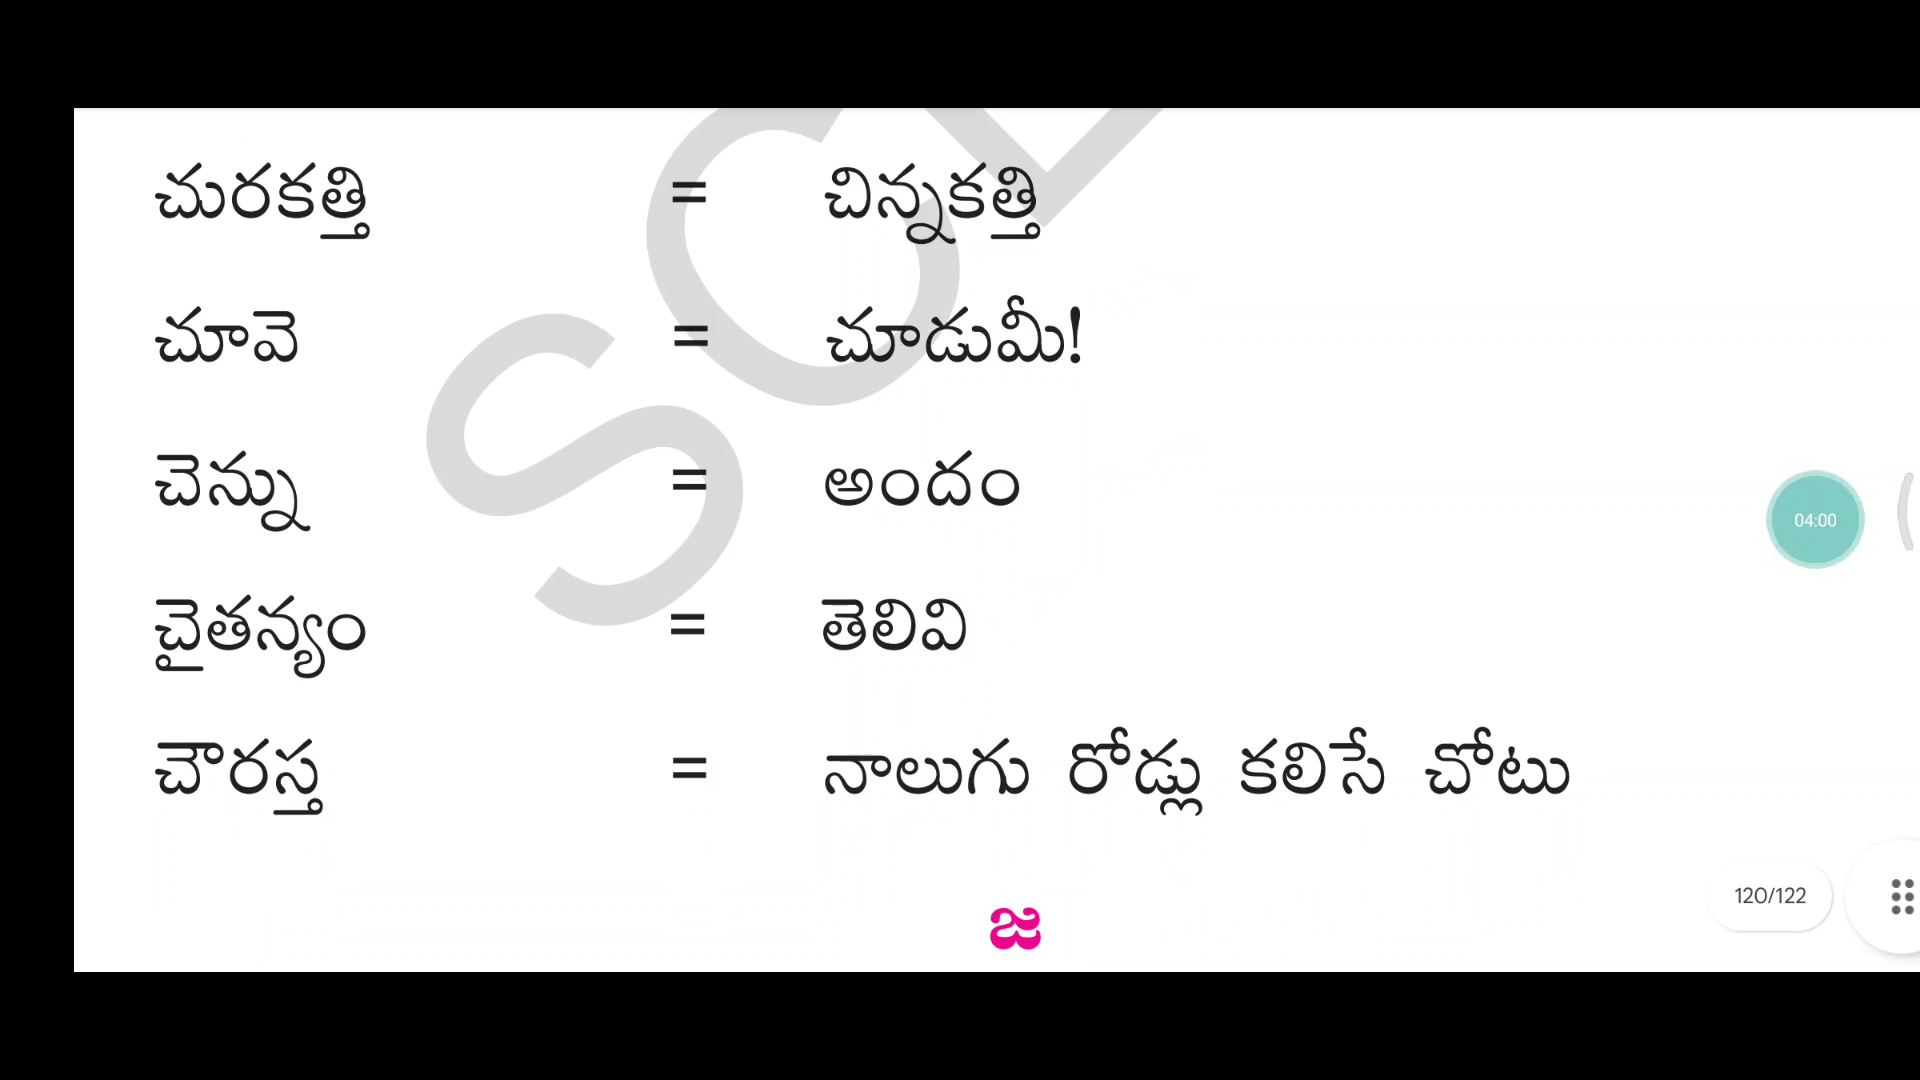 చురకత్తి = చిన్నకత్తి
చూవె = చూడుమీ!
చెన్ను = అందం
04:00
చైతన్యం = తెలివి
చౌరస్త = నాలుగు రోడ్లు కలిసే చోటు
120/122
జ